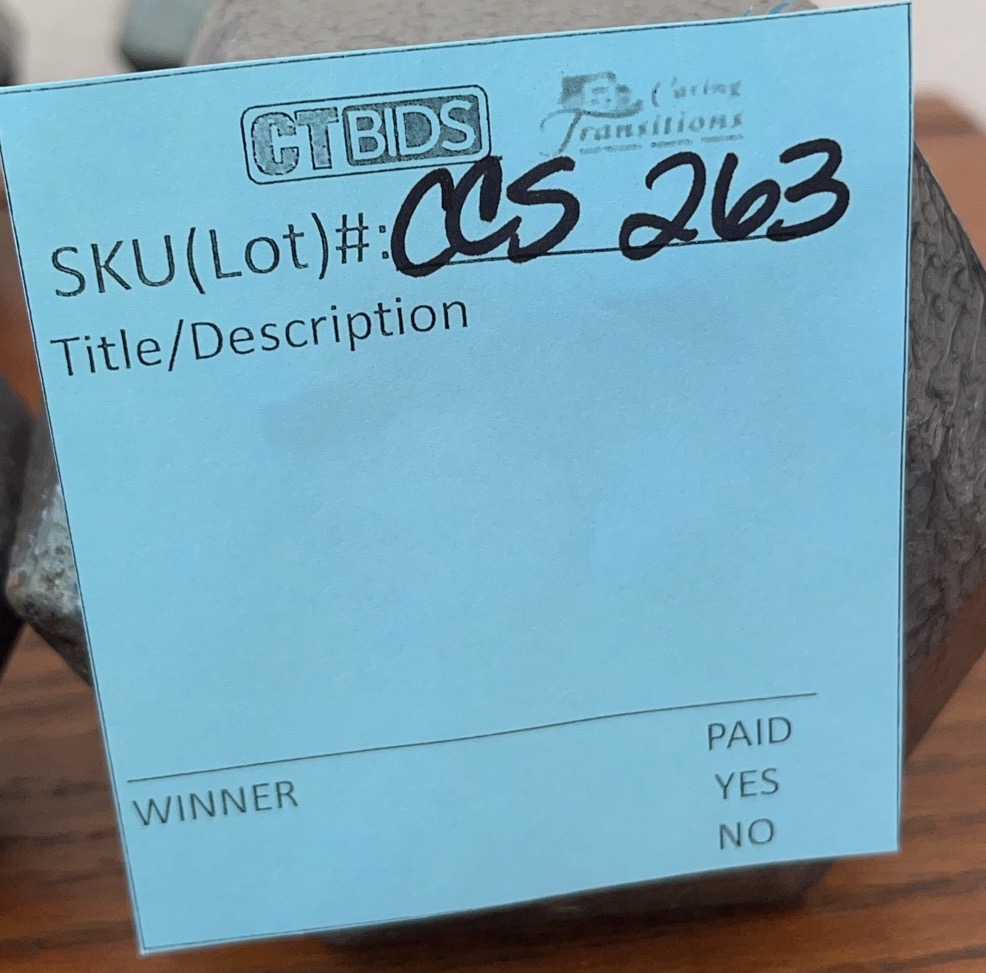 CTBIDS
Caring
Transitions
SKU(Lot)#: CCS 263
Title/Description
WINNER
PAID
YES
NO